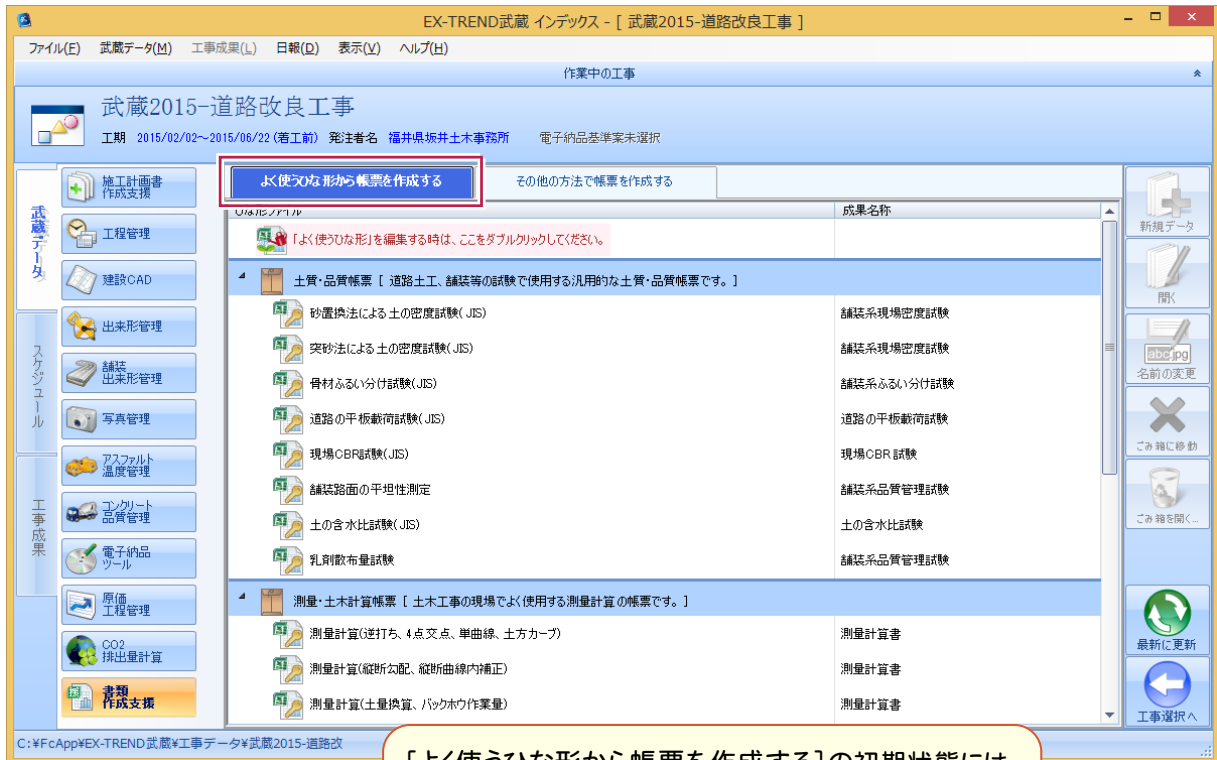 EX-TREND武蔵 インデックス - [ 武蔵2015-道路改良工事 ]
ファイル(F) 武蔵データ(M) 工事成果(L) 日報(D) 表示(V) ヘルプ(H)
作業中の工事
武蔵2015-道路改良工事
工期 2015/02/02～2015/06/22 (着工前) 発注者名 福井県坂井土木事務所 電子納品基準案未選択
武蔵データ
スケジュール
工事成果
施工計画書
作成支援
工程管理
建設CAD
出来形管理
舗装
出来形管理
写真管理
アスファルト
温度管理
コンクリート
品質管理
電子納品
ツール
原価
工程管理
CO2
排出量計算
書類
作成支援
よく使うひな形から帳票を作成する その他の方法で帳票を作成する
ひな形ファイル 成果名称
「よく使うひな形」を編集する時は、ここをダブルクリックしてください。
土質・品質帳票 [ 道路土工、舗装等の試験で使用する汎用的な土質・品質帳票です。 ]
砂置換法による土の密度試験(JIS) 舗装系現場密度試験
突砂法による土の密度試験(JIS) 舗装系現場密度試験
骨材ふるい分け試験(JIS) 舗装系ふるい分け試験
道路の平板載荷試験(JIS) 道路の平板載荷試験
現場CBR試験(JIS) 現場CBR試験
舗装路面の平坦性測定 舗装系品質管理試験
土の含水比試験(JIS) 土の含水比試験
乳剤散布量試験 舗装系品質管理試験
測量・土木計算帳票 [ 土木工事の現場でよく使用する測量計算の帳票です。 ]
測量計算(逆打ち、4点交点、単曲線、土方カーブ) 測量計算書
測量計算(縦断勾配、縦断曲線内補正) 測量計算書
測量計算(土量換算、バックホウ作業量) 測量計算書
新規データ
開く
abc.jpg
名前の変更
ごみ箱に移動
ごみ箱を開く...
最新に更新
工事選択へ
C:¥FcApp¥EX-TREND武蔵¥工事データ¥武蔵2015-道路改
[よく使うひな形から帳票を作成する]の初期状態には